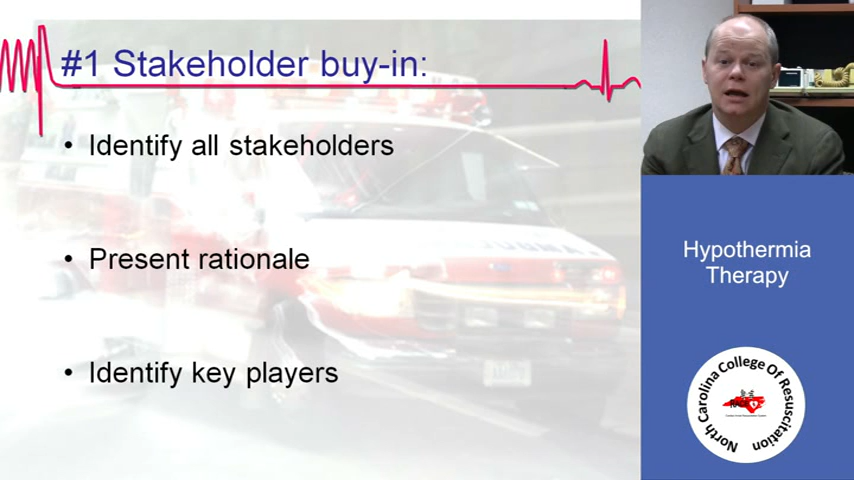 #1 Stakeholder buy-in:
• Identify all stakeholders
• Present rationale
• Identify key players
Hypothermia
Therapy
North Carolina College Of Resuscitation